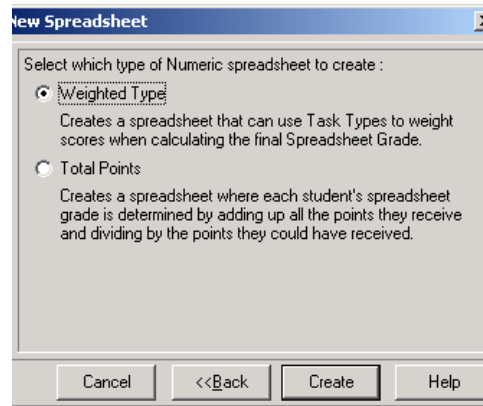 New Spreadsheet
Select which type of Numeric spreadsheet to create :
Weighted Type
Creates a spreadsheet that can use Task Types to weight
scores when calculating the final Spreadsheet Grade.
Total Points
Creates a spreadsheet where each student's spreadsheet
grade is determined by adding up all the points they receive
and dividing by the points they could have received.
Cancel <<Back Create Help